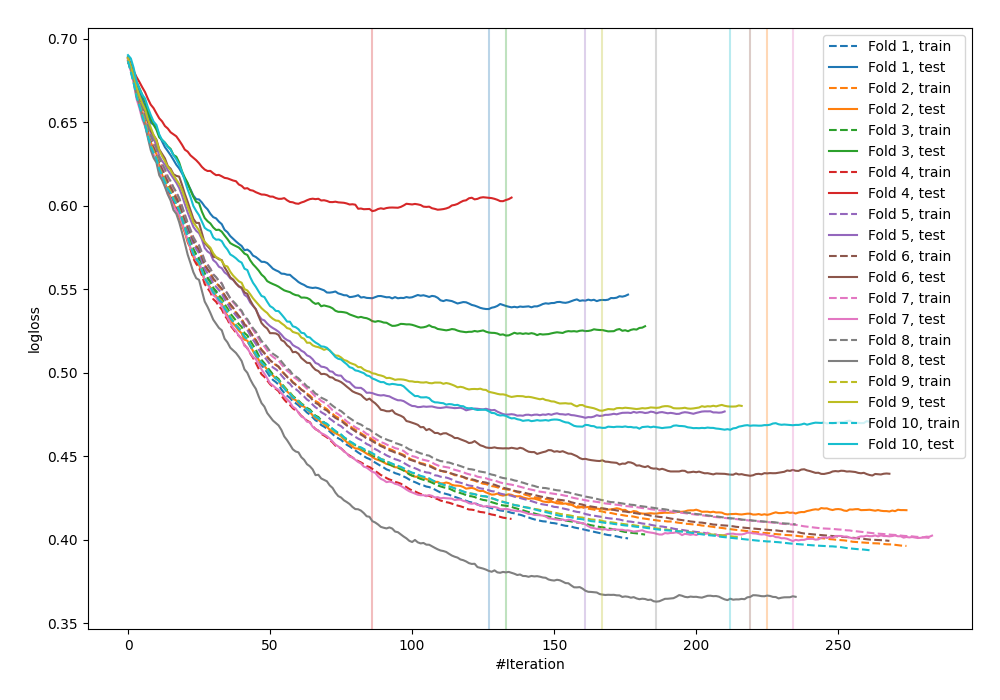 0.70
0.65
0.60
0.55
0.50
0.45
0.40
0.35
logloss
0
50
100
150
200
250
#Iteration
Fold 1, train
Fold 1, test
Fold 2, train
Fold 2, test
Fold 3, train
Fold 3, test
Fold 4, train
Fold 4, test
Fold 5, train
Fold 5, test
Fold 6, train
Fold 6, test
Fold 7, train
Fold 7, test
Fold 8, train
Fold 8, test
Fold 9, train
Fold 9, test
Fold 10, train
Fold 10, test